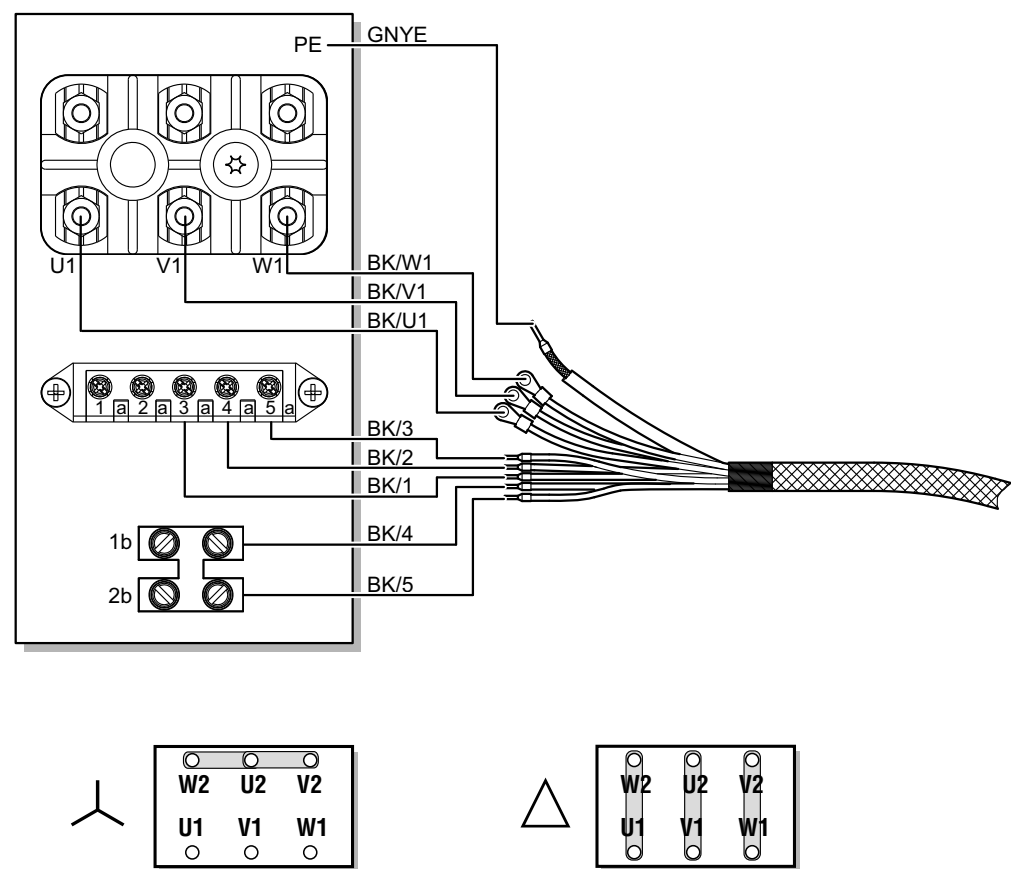 PE GNYE
U1 V1 W1
BK/W1
BK/V1
BK/U1
1 a 2 a 3 a 4 a 5 a
BK/3
BK/2
BK/1
1b BK/4
2b BK/5
W2 U2 V2
U1 V1 W1
W2 U2 V2
U1 V1 W1